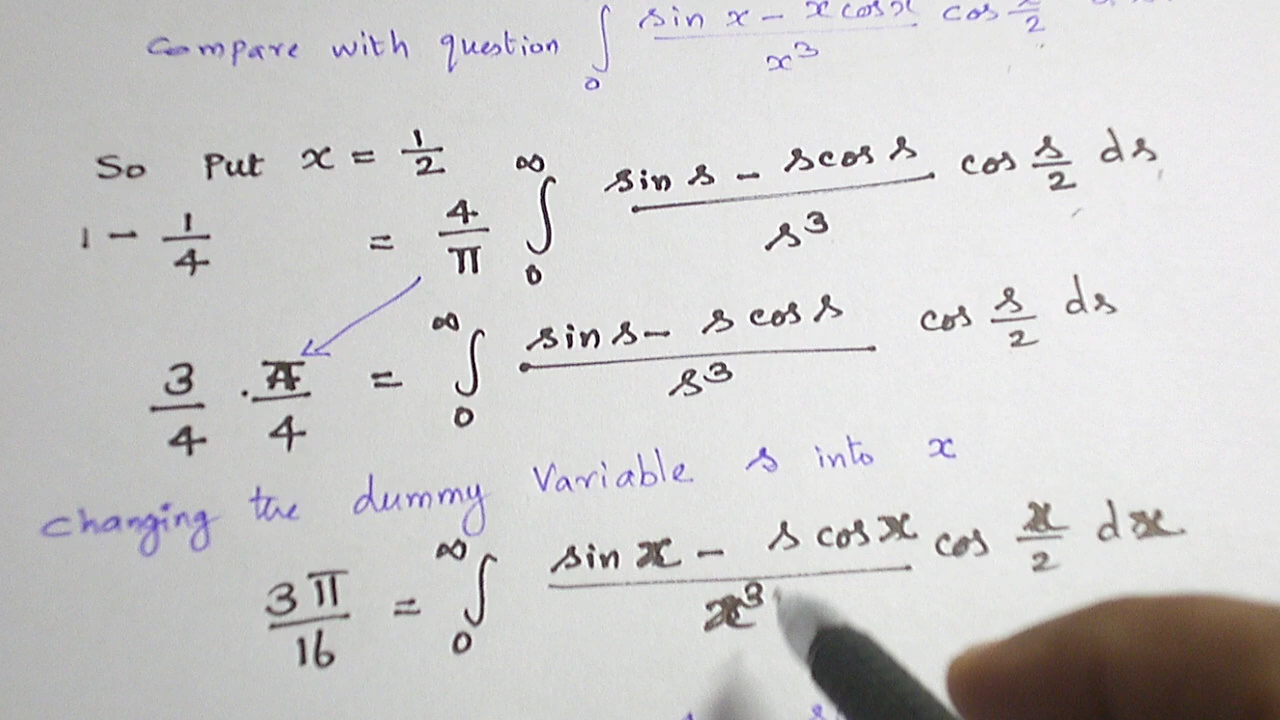 Compare with question ∫₀ (sin x − x cos x)/x³ cos x/2
So Put x = 1/2
1 − 1/4 = 4/π ∫₀^∞ (sin s − s cos s)/s³ cos s/2 ds
3/4 · π/4 = ∫₀^∞ (sin s − s cos s)/s³ cos s/2 ds
changing the dummy variable s into x
3π/16 = ∫₀^∞ (sin x − s cos x)/x³ cos x/2 dx